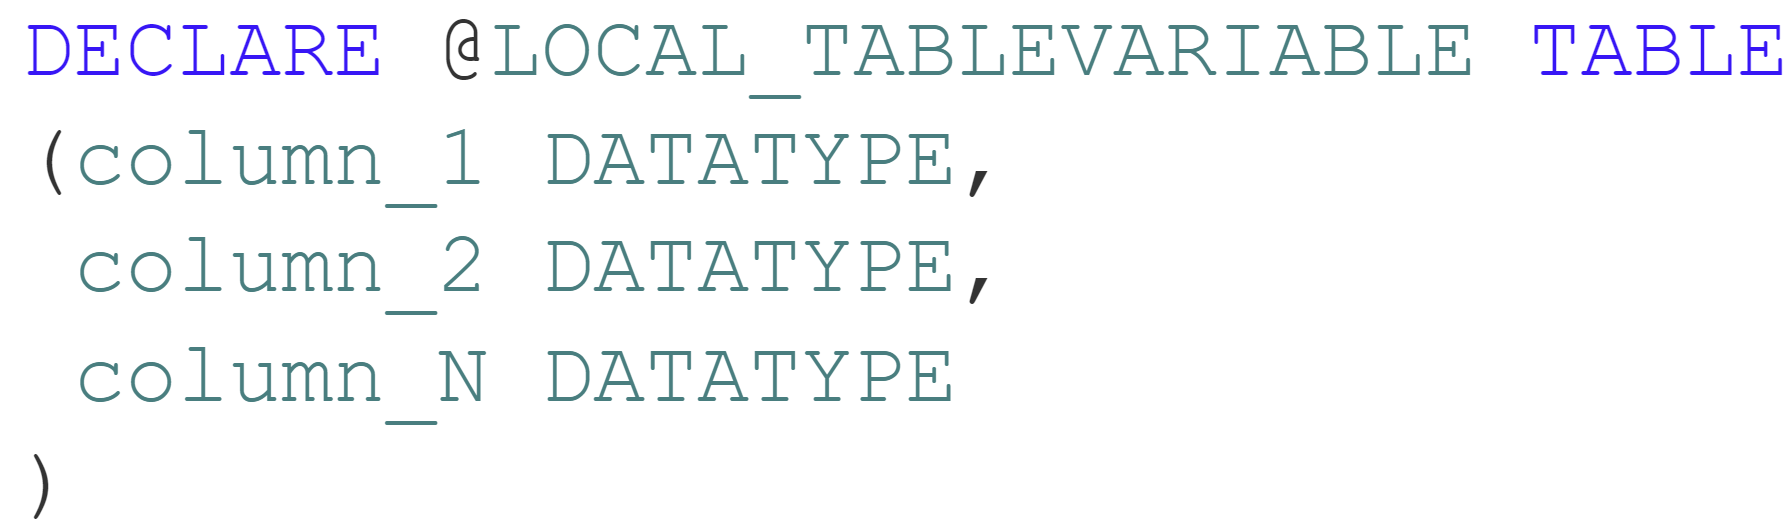 DECLARE @LOCAL_TABLEVARIABLE TABLE
(column_1 DATATYPE,
column_2 DATATYPE,
column_N DATATYPE
)